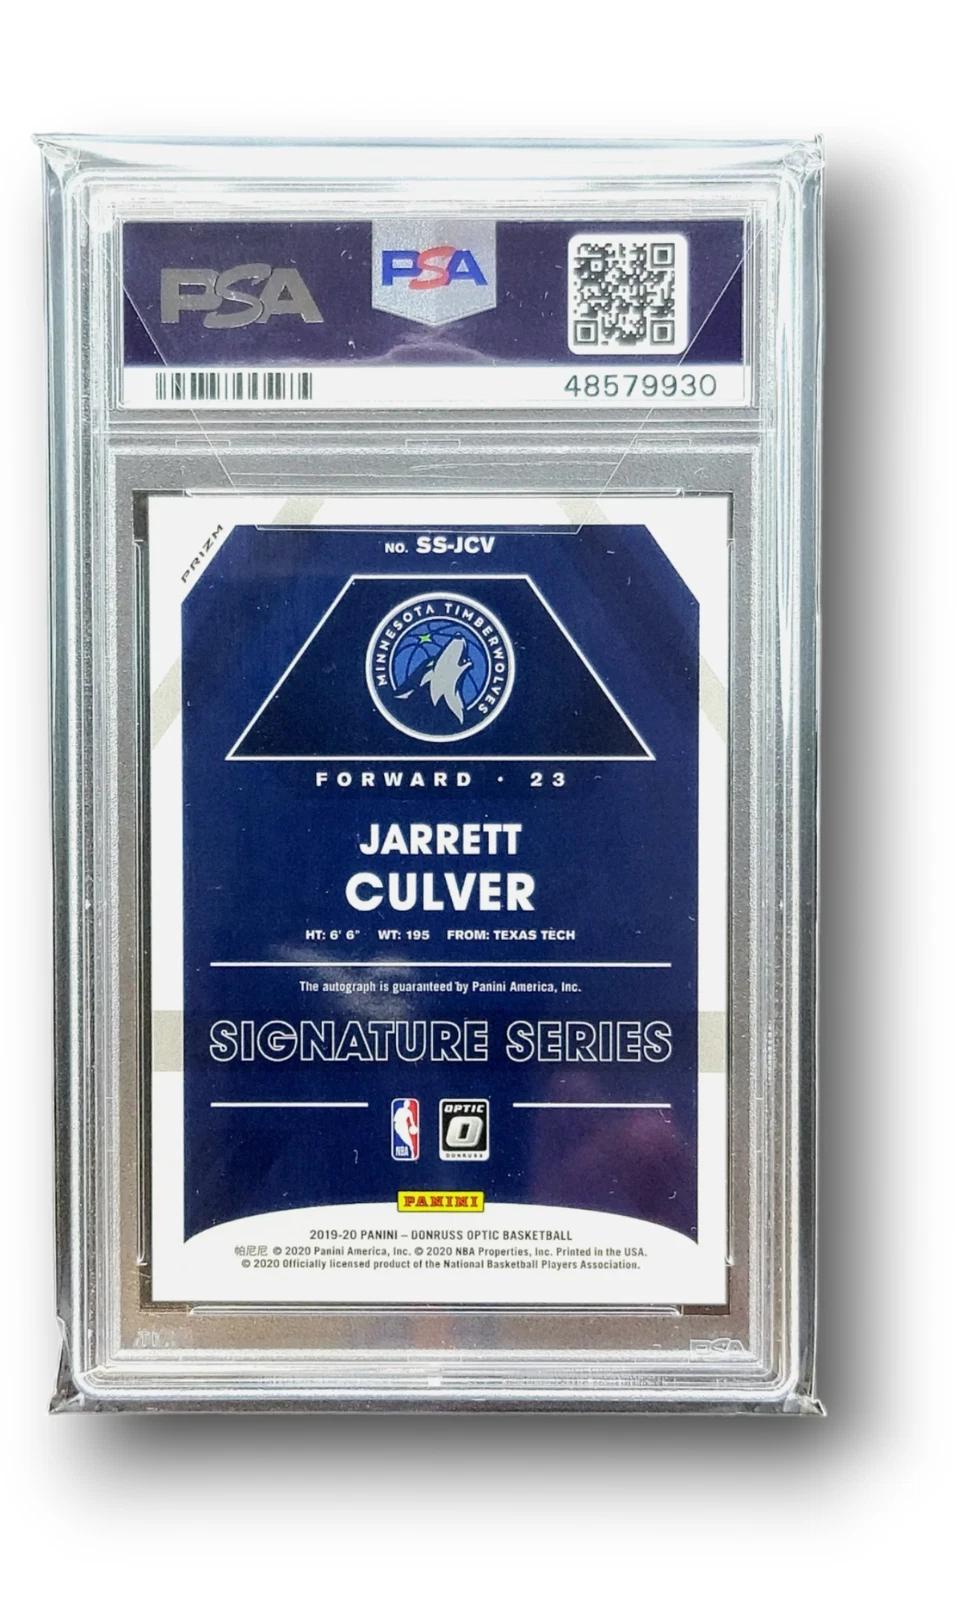 PSA
PSA
48579930
PRIZM
NO. SS-JCV
MINNESOTA TIMBERWOLVES
FORWARD · 23
JARRETT
CULVER
HT: 6' 6" WT: 195 FROM: TEXAS TECH
The autograph is guaranteed by Panini America, Inc.
SIGNATURE SERIES
NBA
OPTIC
O
DONRUSS
PANINI
2019-20 PANINI – DONRUSS OPTIC BASKETBALL
帕尼尼 © 2020 Panini America, Inc. © 2020 NBA Properties, Inc. Printed in the USA.
© 2020 Officially licensed product of the National Basketball Players Association.
PSA